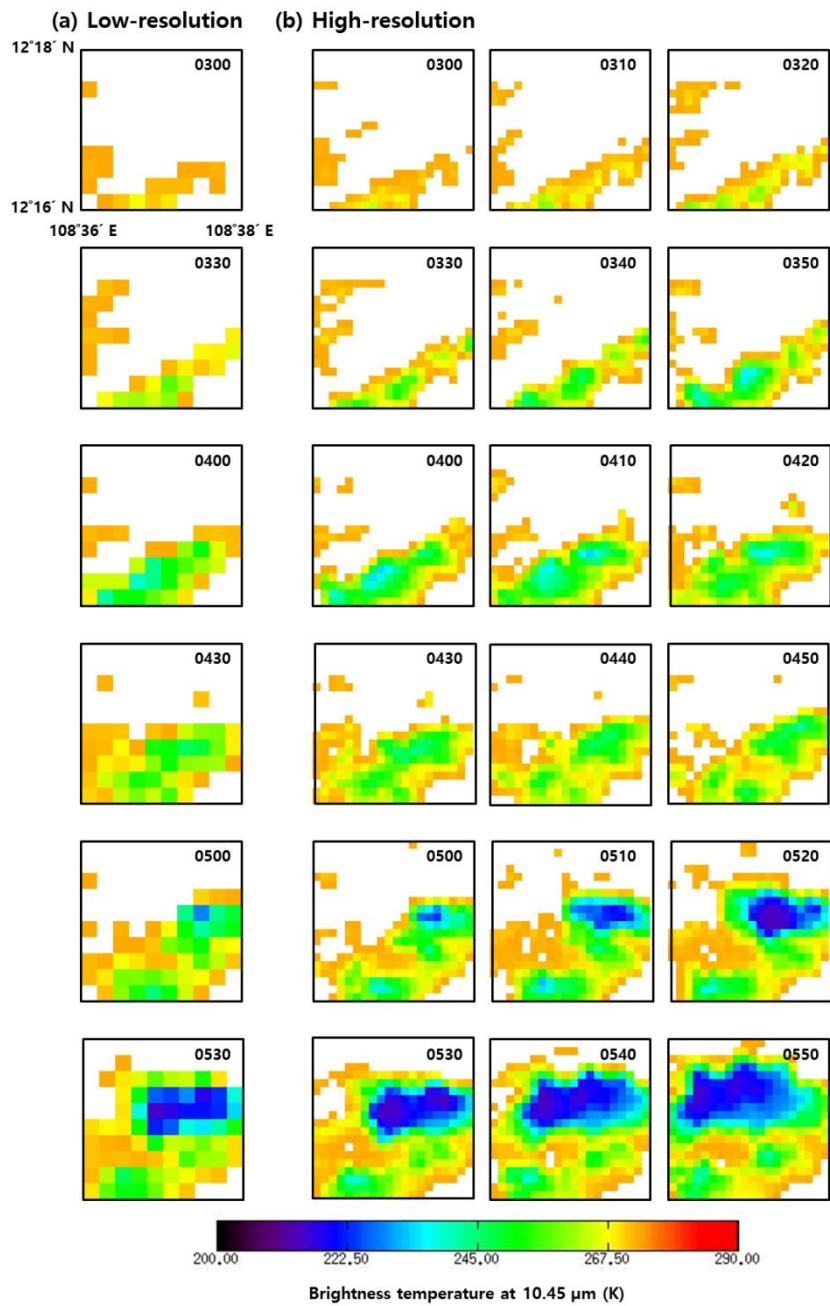 (a) Low-resolution (b) High-resolution
12°18′ N
0300 0300 0310 0320
12°16′ N
108°36′ E 108°38′ E
0330 0330 0340 0350
0400 0400 0410 0420
0430 0430 0440 0450
0500 0500 0510 0520
0530 0530 0540 0550
200.00 222.50 245.00 267.50 290.00
Brightness temperature at 10.45 μm (K)